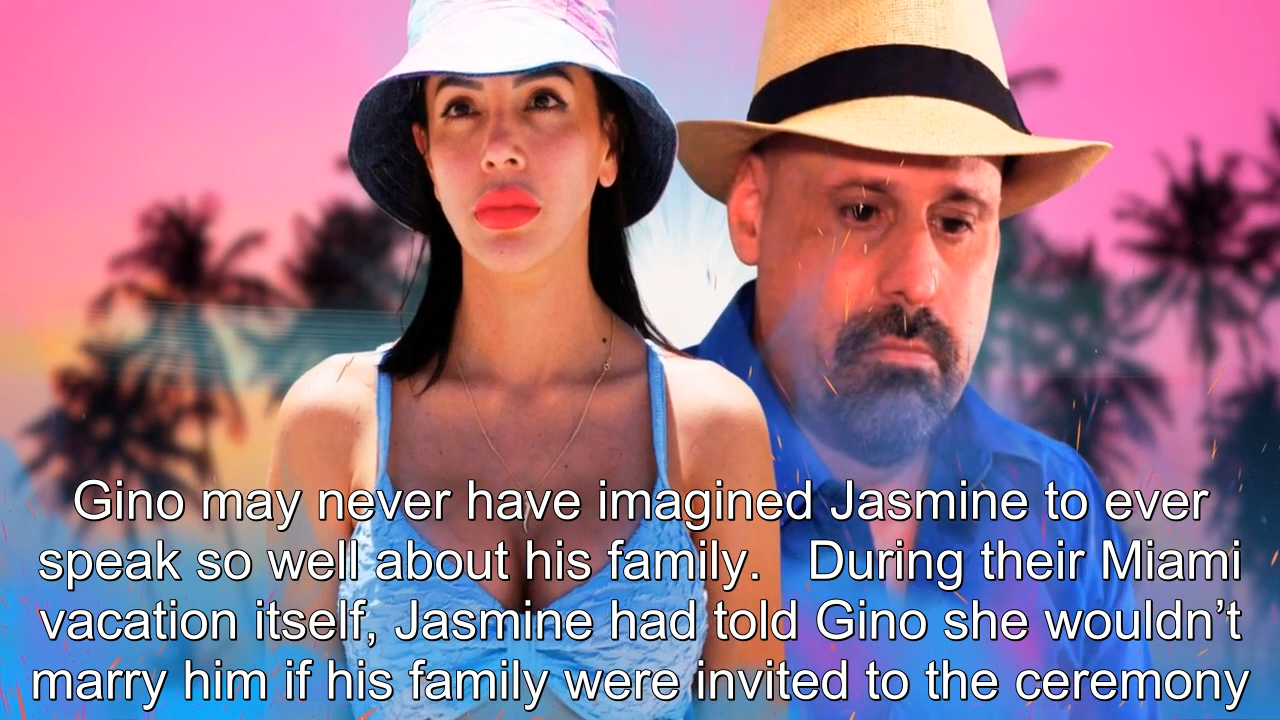 Gino may never have imagined Jasmine to ever
speak so well about his family.   During their Miami
vacation itself, Jasmine had told Gino she wouldn’t
marry him if his family were invited to the ceremony